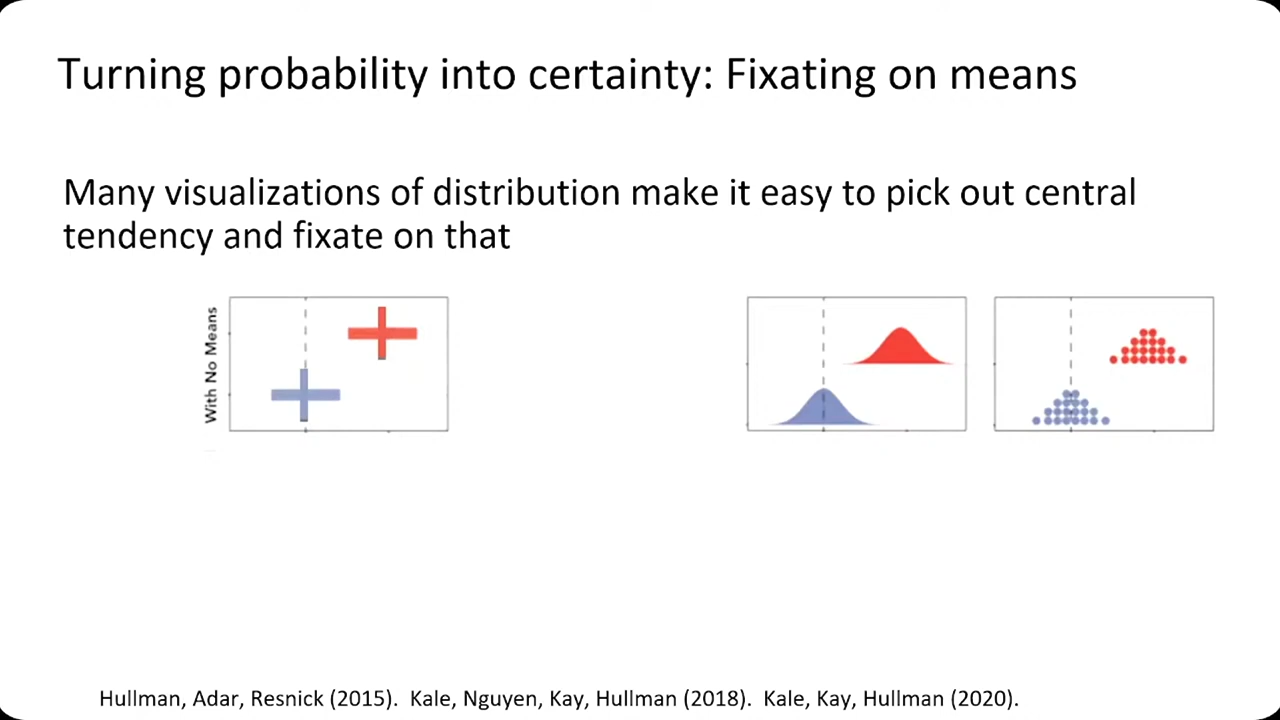 Turning probability into certainty: Fixating on means
Many visualizations of distribution make it easy to pick out central
tendency and fixate on that
With No Means
Hullman, Adar, Resnick (2015).  Kale, Nguyen, Kay, Hullman (2018).  Kale, Kay, Hullman (2020).